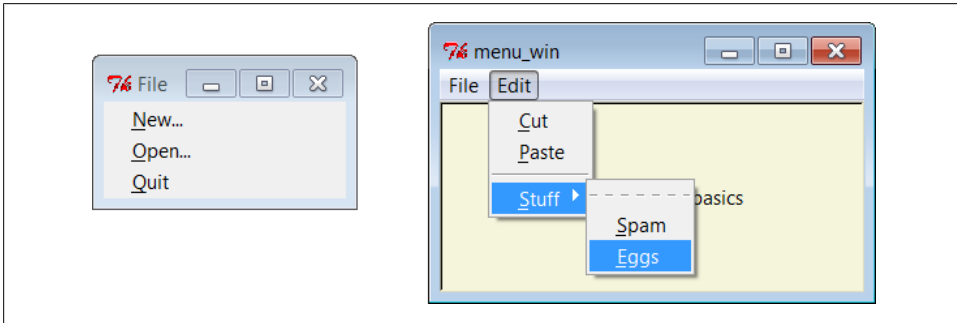 File
New...
Open...
Quit
menu_win
File Edit
Cut
Paste
Stuff
basics
Spam
Eggs